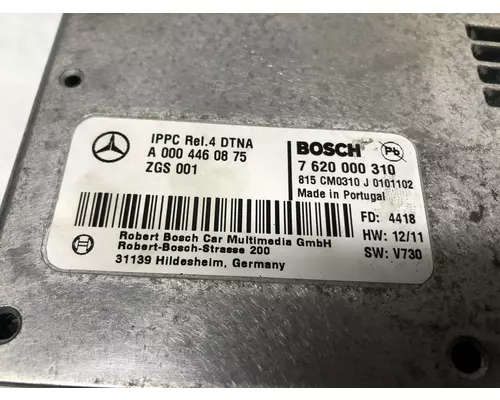 IPPC Rel.4 DTNA
A 000 446 08 75
ZGS 001
BOSCH
Pb
7 620 000 310
815 CM0310 J 0101102
Made in Portugal
FD: 4418
HW: 12/11
SW: V730
Robert Bosch Car Multimedia GmbH
Robert-Bosch-Strasse 200
31139 Hildesheim, Germany